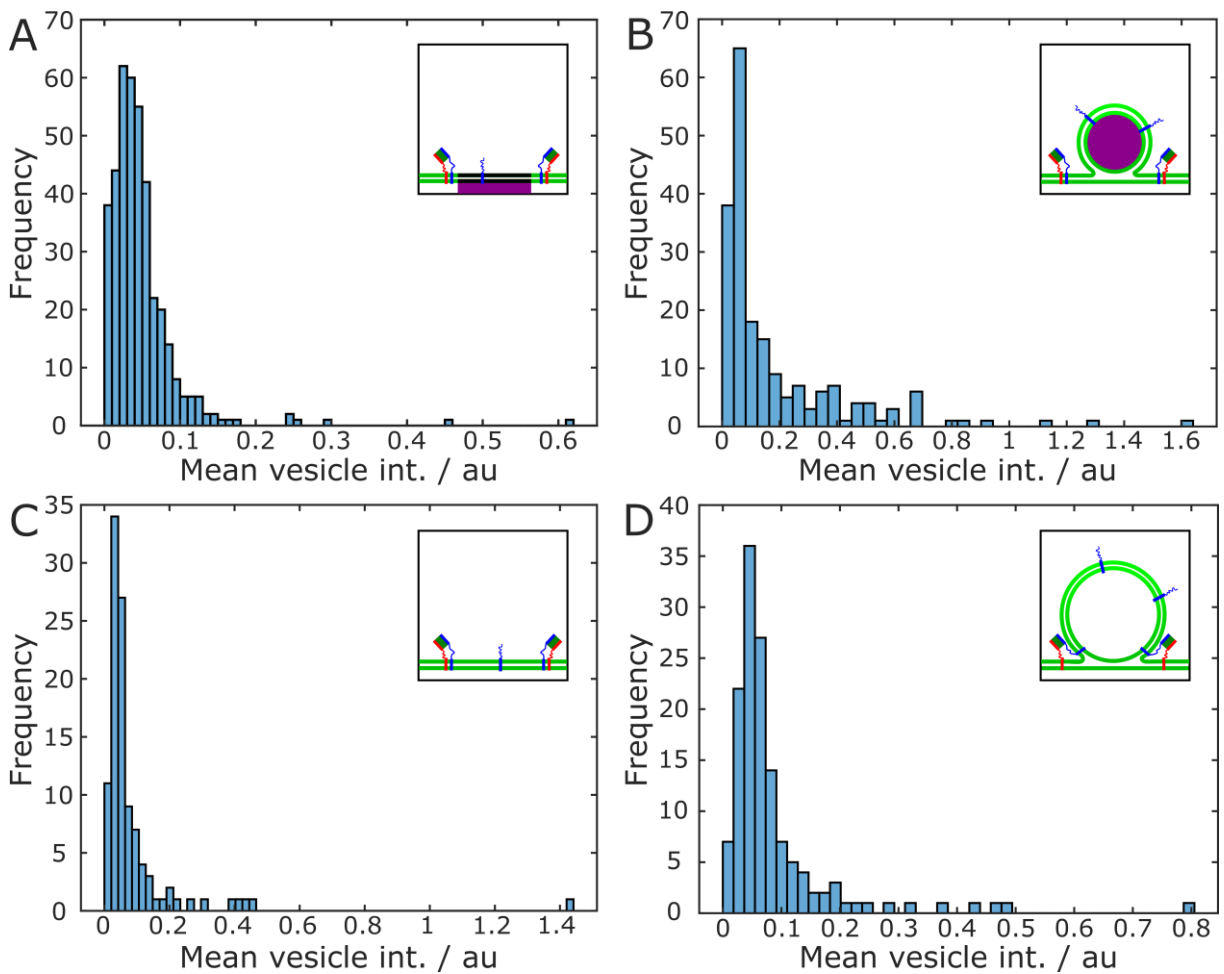 A
Frequency
70
60
50
40
30
20
10
0
0 0.1 0.2 0.3 0.4 0.5 0.6
Mean vesicle int. / au
B
Frequency
70
60
50
40
30
20
10
0
0 0.2 0.4 0.6 0.8 1 1.2 1.4 1.6
Mean vesicle int. / au
C
Frequency
35
30
25
20
15
10
5
0
0 0.2 0.4 0.6 0.8 1 1.2 1.4
Mean vesicle int. / au
D
Frequency
40
35
30
25
20
15
10
5
0
0 0.1 0.2 0.3 0.4 0.5 0.6 0.7 0.8
Mean vesicle int. / au